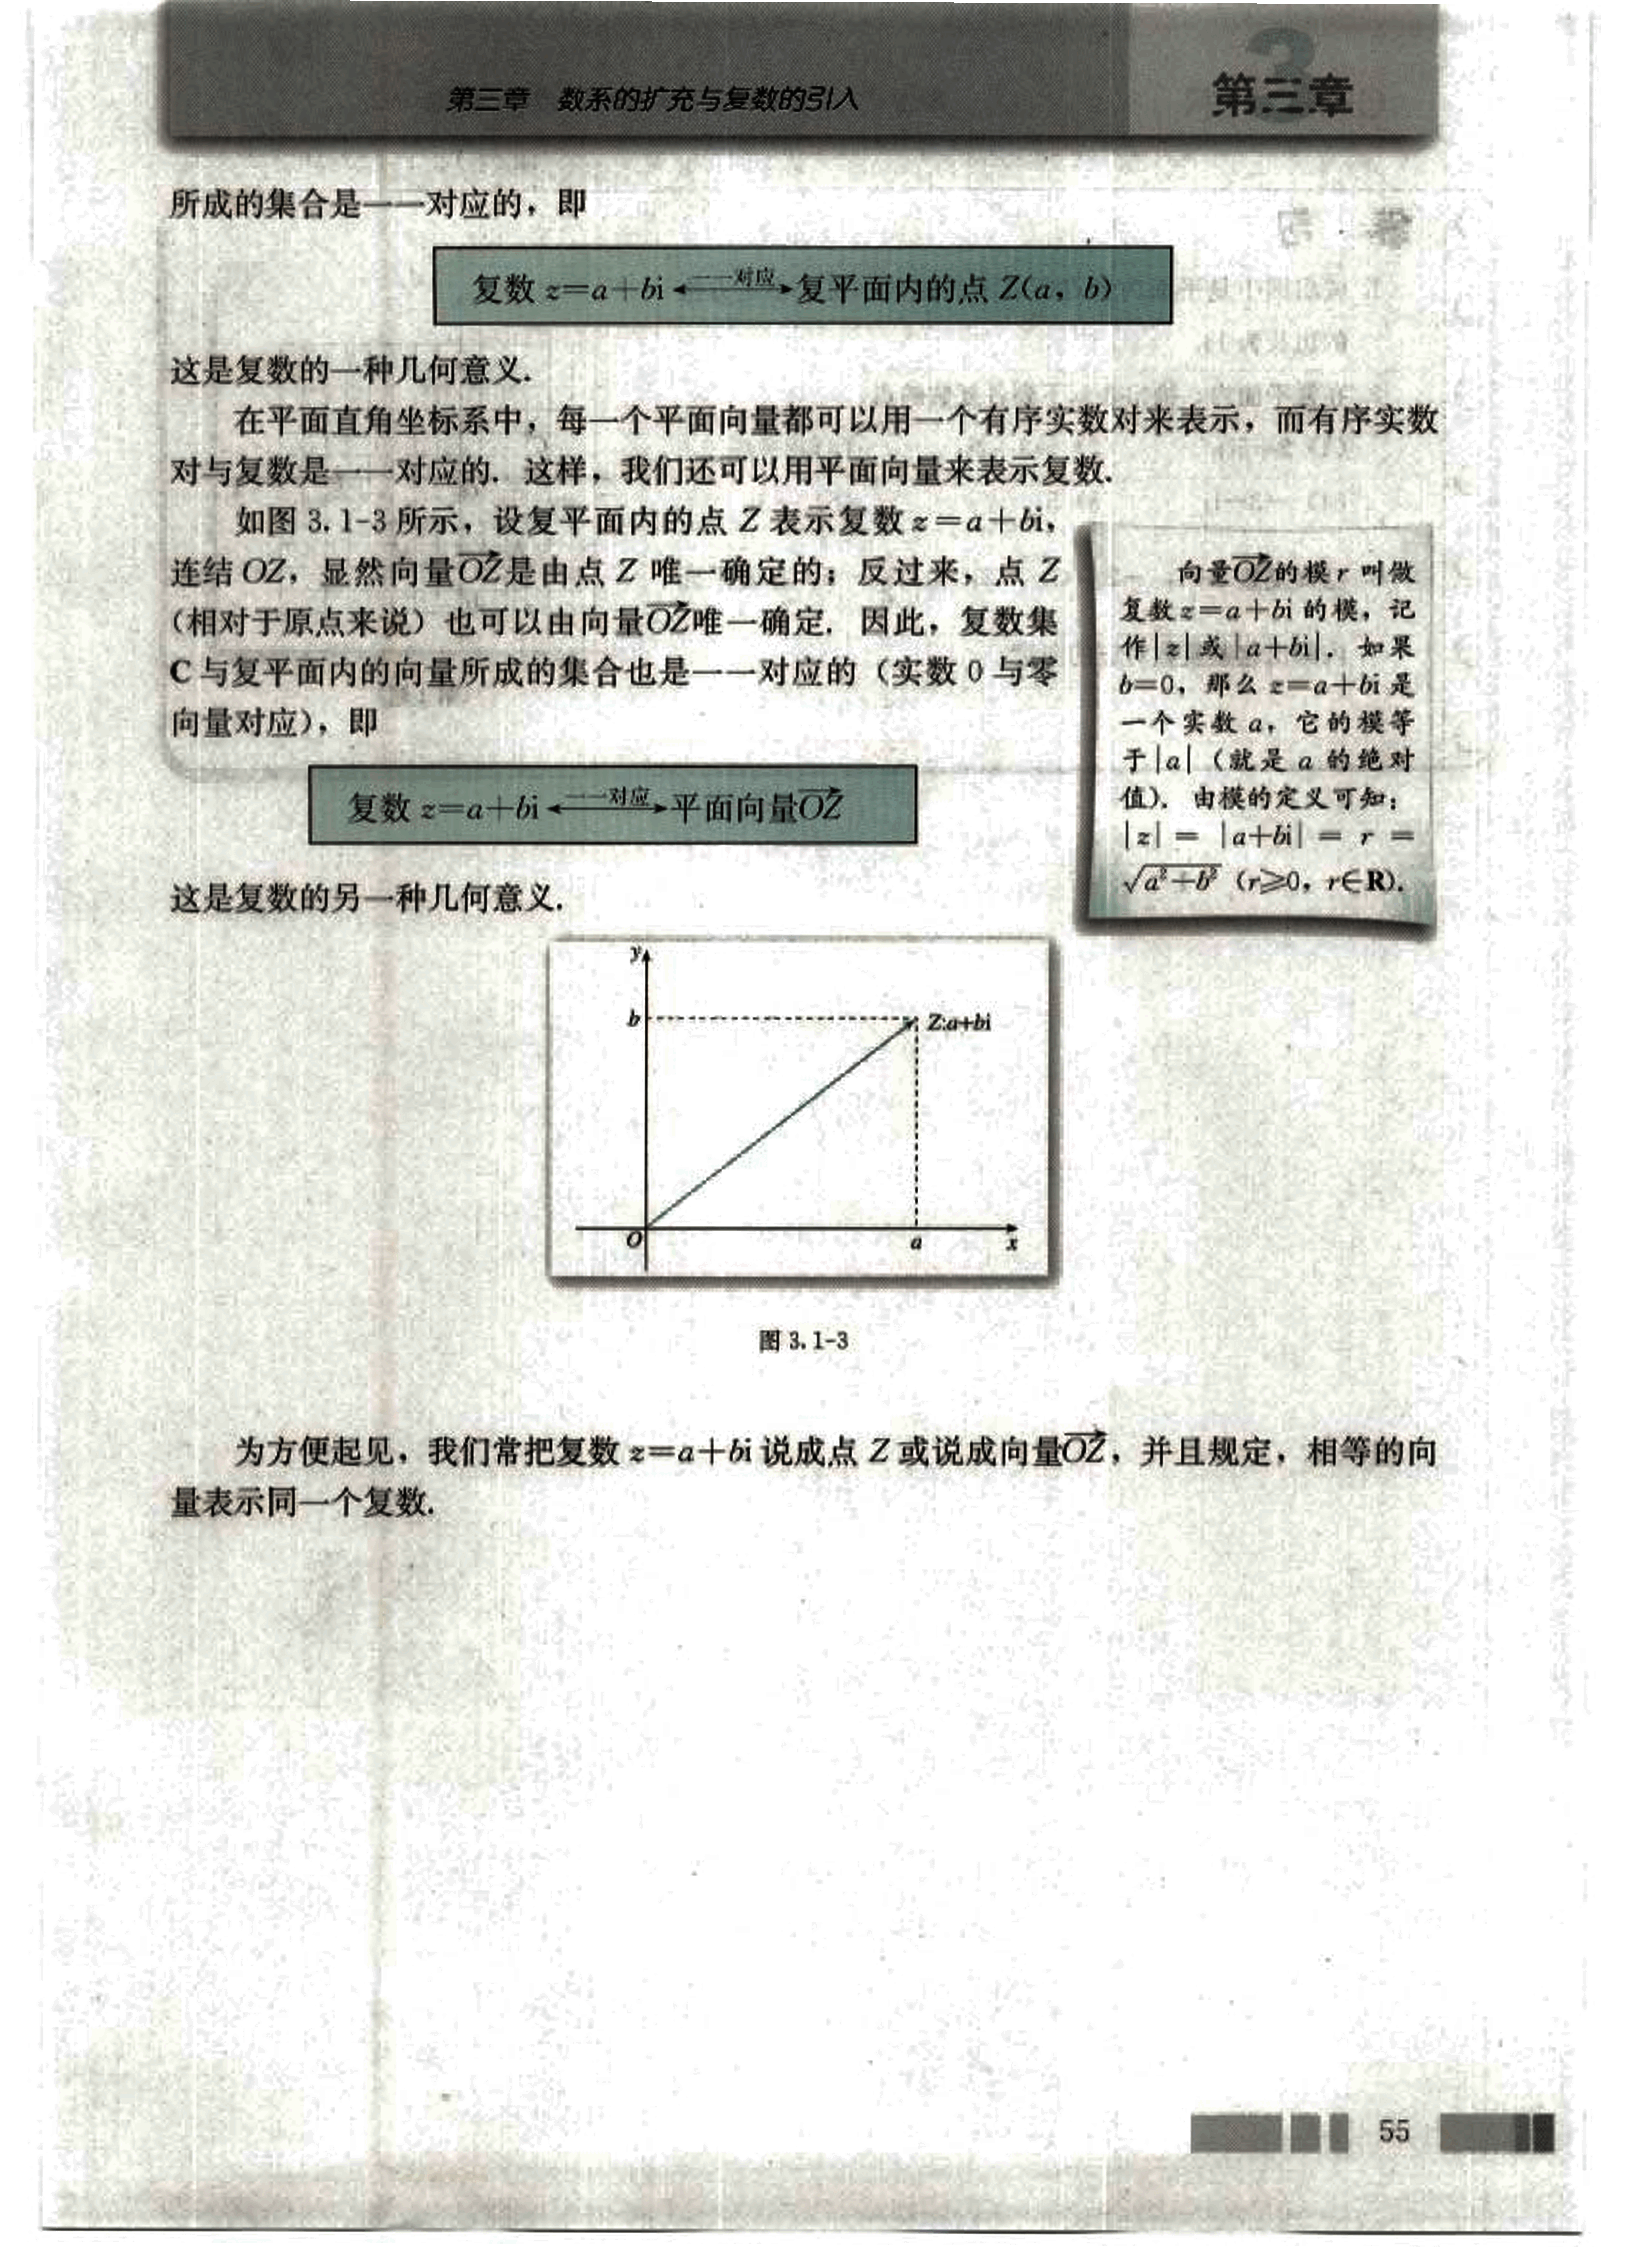 第三章 数系的扩充与复数的引入
第三章
所成的集合是一一对应的，即
复数 z=a+bi ⟷一一对应 复平面内的点 Z(a，b)
这是复数的一种几何意义.
在平面直角坐标系中，每一个平面向量都可以用一个有序实数对来表示，而有序实数
对与复数是一一对应的. 这样，我们还可以用平面向量来表示复数.
如图 3.1-3 所示，设复平面内的点 Z 表示复数 z=a+bi，
连结 OZ，显然向量$\overrightarrow{OZ}$是由点 Z 唯一确定的；反过来，点 Z
（相对于原点来说）也可以由向量$\overrightarrow{OZ}$唯一确定. 因此，复数集
C 与复平面内的向量所成的集合也是一一对应的（实数 0 与零
向量对应），即
复数 z=a+bi ⟷一一对应 平面向量$\overrightarrow{OZ}$
这是复数的另一种几何意义.
向量$\overrightarrow{OZ}$的模 r 叫做
复数 z=a+bi 的模，记
作|z|或|a+bi|. 如果
b=0，那么 z=a+bi 是
一个实数 a，它的模等
于|a|（就是 a 的绝对
值）. 由模的定义可知：
|z| = |a+bi| = r =
$\sqrt{a^2+b^2}$ (r≥0，r∈R).
y
b
Z:a+bi
O
a
x
图 3.1-3
为方便起见，我们常把复数 z=a+bi 说成点 Z 或说成向量$\overrightarrow{OZ}$，并且规定，相等的向
量表示同一个复数.
55